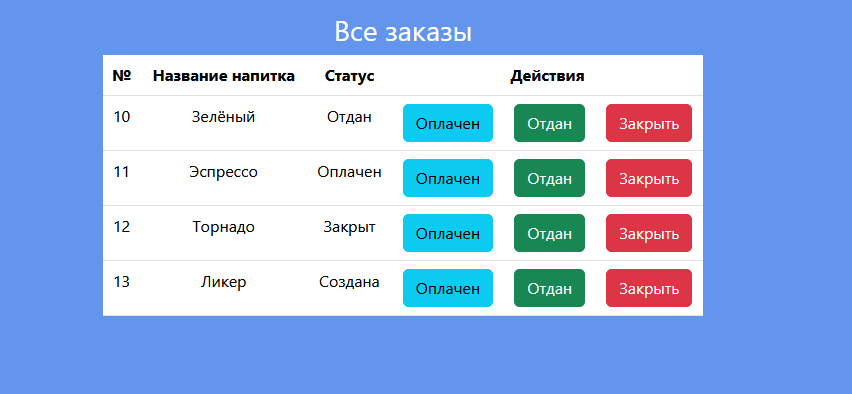 Все заказы
№ Название напитка Статус Действия
10 Зелёный Отдан Оплачен Отдан Закрыть
11 Эспрессо Оплачен Оплачен Отдан Закрыть
12 Торнадо Закрыт Оплачен Отдан Закрыть
13 Ликер Создана Оплачен Отдан Закрыть